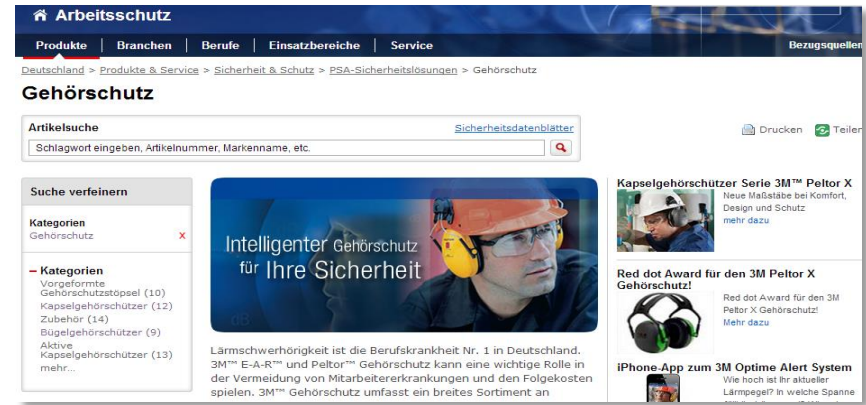 Arbeitsschutz
Produkte | Branchen | Berufe | Einsatzbereiche | Service
Bezugsquellen
Deutschland > Produkte & Service > Sicherheit & Schutz > PSA-Sicherheitslösungen > Gehörschutz
Gehörschutz
Artikelsuche
Sicherheitsdatenblätter
Schlagwort eingeben, Artikelnummer, Markenname, etc.
Drucken
Teilen
Suche verfeinern
Kategorien
Gehörschutz x
– Kategorien
Vorgeformte
Gehörschutzstöpsel (10)
Kapselgehörschützer (12)
Zubehör (14)
Bügelgehörschützer (9)
Aktive
Kapselgehörschützer (13)
mehr...
Intelligenter Gehörschutz
für Ihre Sicherheit
dB
Lärmschwerhörigkeit ist die Berufskrankheit Nr. 1 in Deutschland.
3M™ E-A-R™ und Peltor™ Gehörschutz kann eine wichtige Rolle in
der Vermeidung von Mitarbeitererkrankungen und den Folgekosten
spielen. 3M™ Gehörschutz umfasst ein breites Sortiment an
Kapselgehörschützer Serie 3M™ Peltor X
Neue Maßstäbe bei Komfort,
Design und Schutz
mehr dazu
Red dot Award für den 3M Peltor X
Gehörschutz!
Red dot Award für den 3M
Peltor X Gehörschutz!
Mehr dazu
iPhone-App zum 3M Optime Alert System
Wie hoch ist Ihr aktueller
Lärmpegel? In welche Spanne